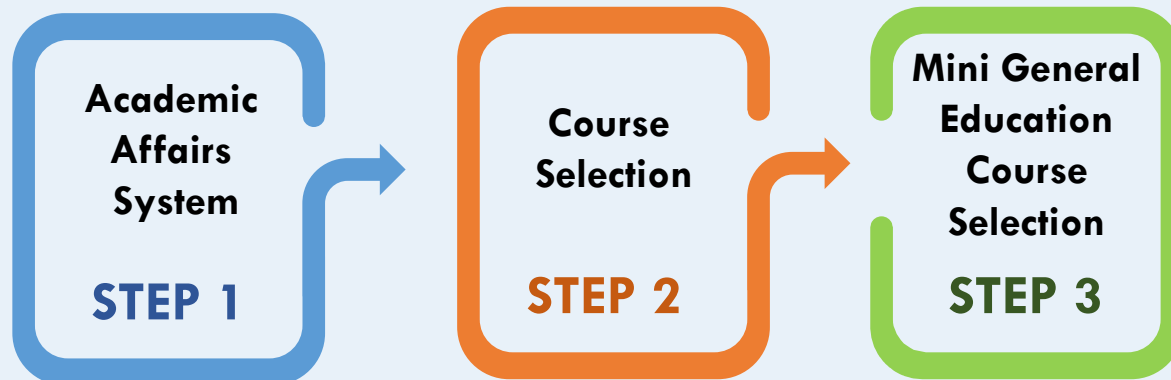 Academic
Affairs
System
STEP 1
Course
Selection
STEP 2
Mini General
Education
Course
Selection
STEP 3